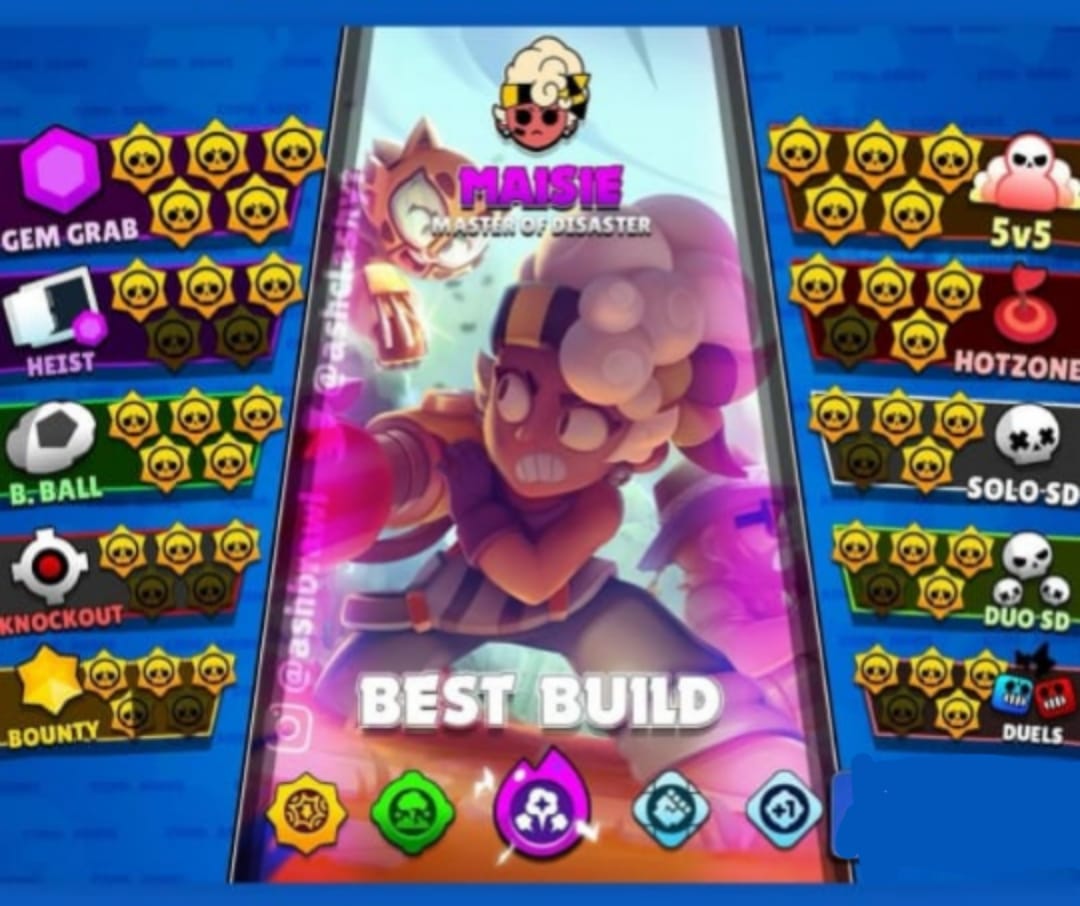 MAISIE
MASTER OF DISASTER
GEM GRAB
HEIST
B. BALL
KNOCKOUT
BOUNTY
5v5
HOTZONE
SOLO SD
DUO SD
DUELS
BEST BUILD
+1